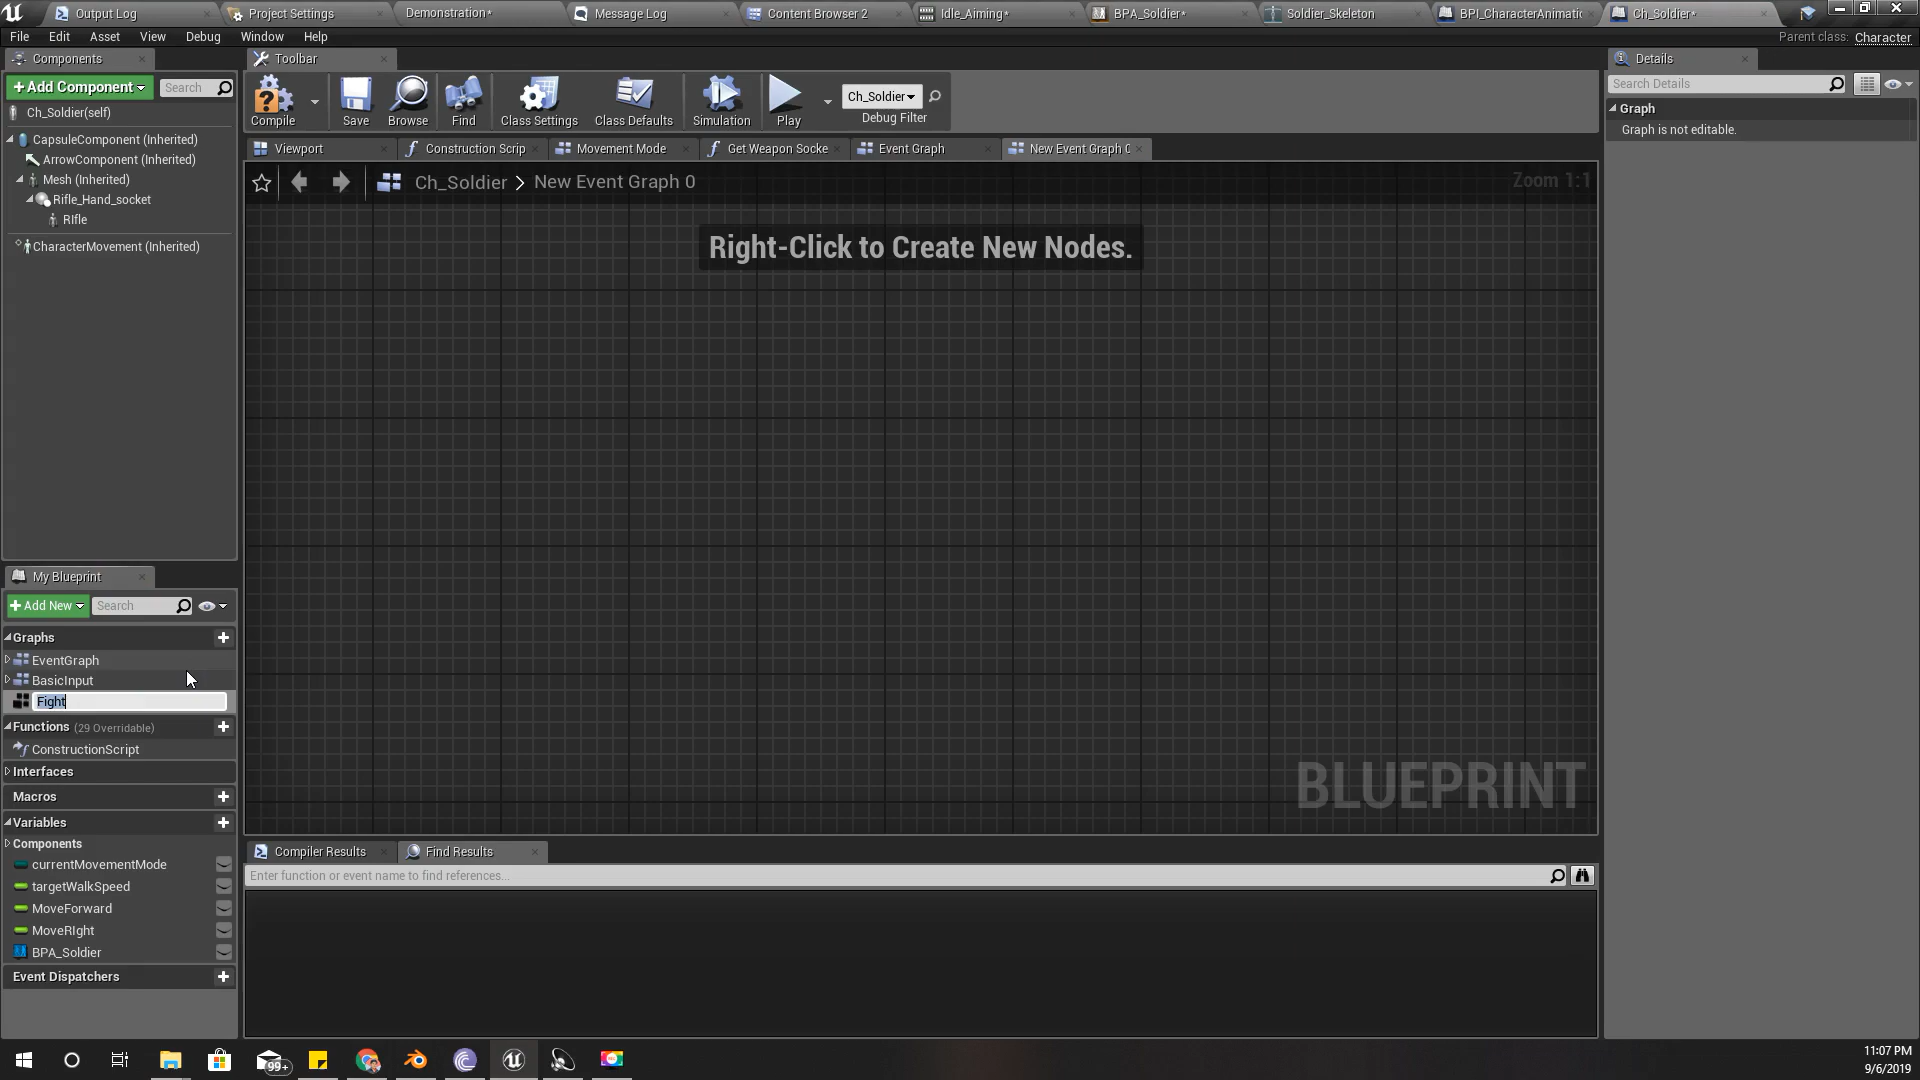 Output Log
Project Settings
Demonstration*
Message Log
Content Browser 2
Idle_Aiming*
BPA_Soldier*
Soldier_Skeleton
BPI_CharacterAnimatic
Ch_Soldier*
File Edit Asset View Debug Window Help
Parent class: Character
Components
Toolbar
Details
+Add Component
Search
Search Details
Ch_Soldier(self)
CapsuleComponent (Inherited)
ArrowComponent (Inherited)
Mesh (Inherited)
Rifle_Hand_socket
RIfle
CharacterMovement (Inherited)
Compile
Save
Browse
Find
Class Settings
Class Defaults
Simulation
Play
Ch_Soldier
Debug Filter
Graph
Graph is not editable.
Viewport
Construction Scrip
Movement Mode
Get Weapon Socke
Event Graph
New Event Graph 0
Ch_Soldier > New Event Graph 0
Zoom 1:1
Right-Click to Create New Nodes.
BLUEPRINT
My Blueprint
+Add New
Search
Graphs
EventGraph
BasicInput
Fight
Functions (29 Overridable)
ConstructionScript
Interfaces
Macros
Variables
Components
currentMovementMode
targetWalkSpeed
MoveForward
MoveRIght
BPA_Soldier
Event Dispatchers
Compiler Results
Find Results
Enter function or event name to find references...
99+
11:07 PM
9/6/2019